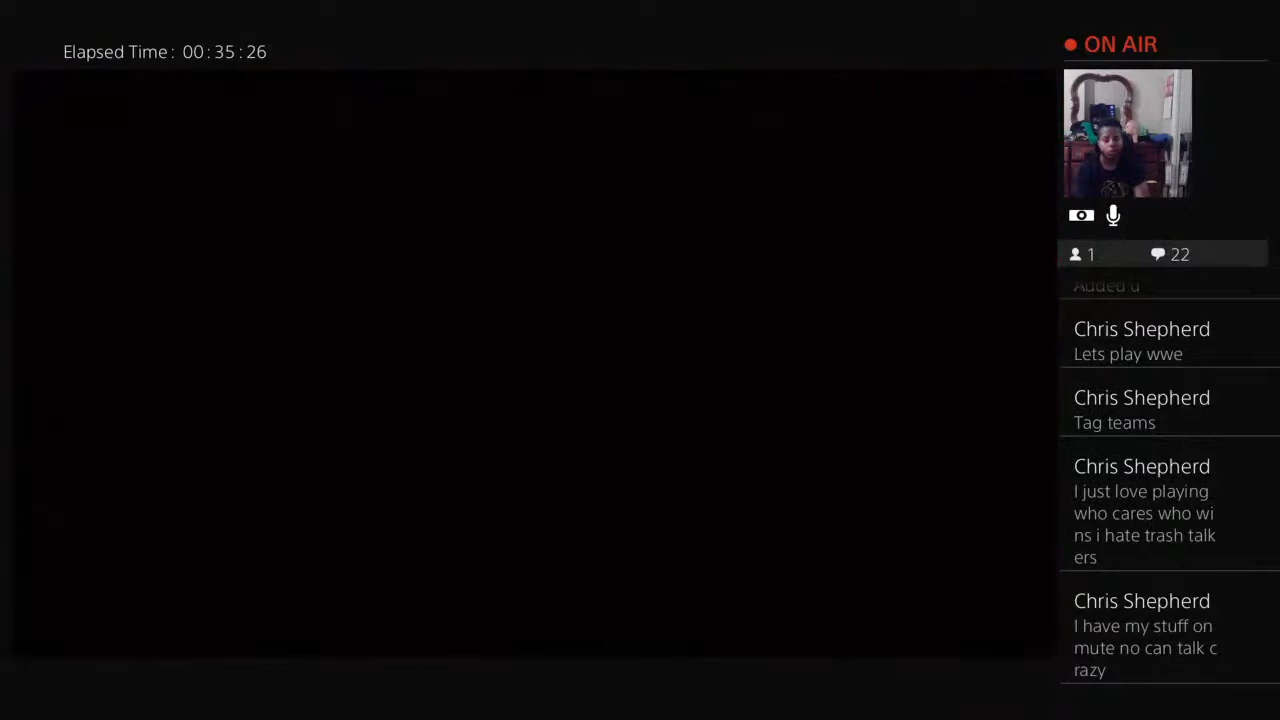 Elapsed Time: 00:35:26
ON AIR
1 22
Added u
Chris Shepherd
Lets play wwe
Chris Shepherd
Tag teams
Chris Shepherd
I just love playing
who cares who wi
ns i hate trash talk
ers
Chris Shepherd
I have my stuff on
mute no can talk c
razy